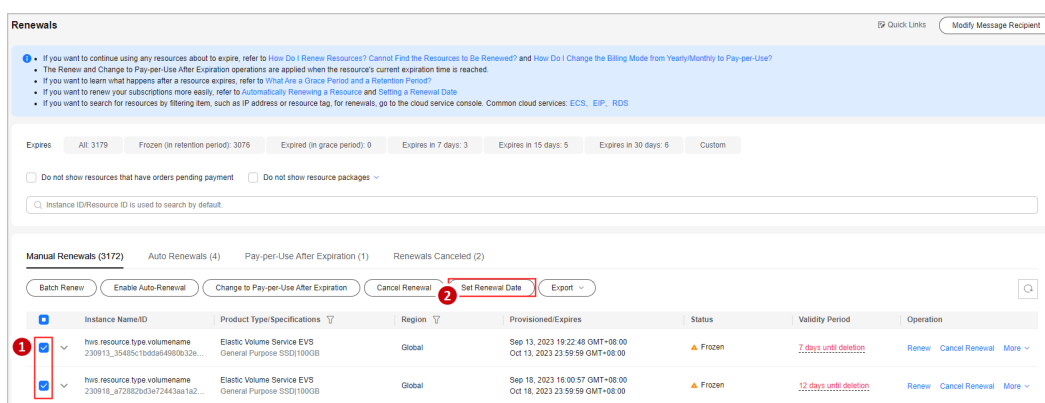 Renewals
Quick Links
Modify Message Recipient
• If you want to continue using any resources about to expire, refer to How Do I Renew Resources? Cannot Find the Resources to Be Renewed? and How Do I Change the Billing Mode from Yearly/Monthly to Pay-per-Use?
• The Renew and Change to Pay-per-Use After Expiration operations are applied when the resource's current expiration time is reached.
• If you want to learn what happens after a resource expires, refer to What Are a Grace Period and a Retention Period?
• If you want to renew your subscriptions more easily, refer to Automatically Renewing a Resource and Setting a Renewal Date
• If you want to search for resources by filtering item, such as IP address or resource tag, for renewals, go to the cloud service console. Common cloud services: ECS, EIP, RDS
Expires All: 3179 Frozen (in retention period): 3076 Expired (in grace period): 0 Expires in 7 days: 3 Expires in 15 days: 5 Expires in 30 days: 6 Custom
Do not show resources that have orders pending payment Do not show resource packages
Instance ID/Resource ID is used to search by default.
Manual Renewals (3172) Auto Renewals (4) Pay-per-Use After Expiration (1) Renewals Canceled (2)
Batch Renew Enable Auto-Renewal Change to Pay-per-Use After Expiration Cancel Renewal 2 Set Renewal Date Export
Instance Name/ID Product Type/Specifications Region Provisioned/Expires Status Validity Period Operation
1
hws.resource.type.volumename Elastic Volume Service EVS Global Sep 13, 2023 19:22:48 GMT+08:00 Frozen 7 days until deletion Renew Cancel Renewal More
230913_35485c1bdda64980b32e... General Purpose SSD|100GB Oct 13, 2023 23:59:59 GMT+08:00
hws.resource.type.volumename Elastic Volume Service EVS Global Sep 18, 2023 16:00:57 GMT+08:00 Frozen 12 days until deletion Renew Cancel Renewal More
230918_a72882bd3e72443aa1a2... General Purpose SSD|100GB Oct 18, 2023 23:59:59 GMT+08:00